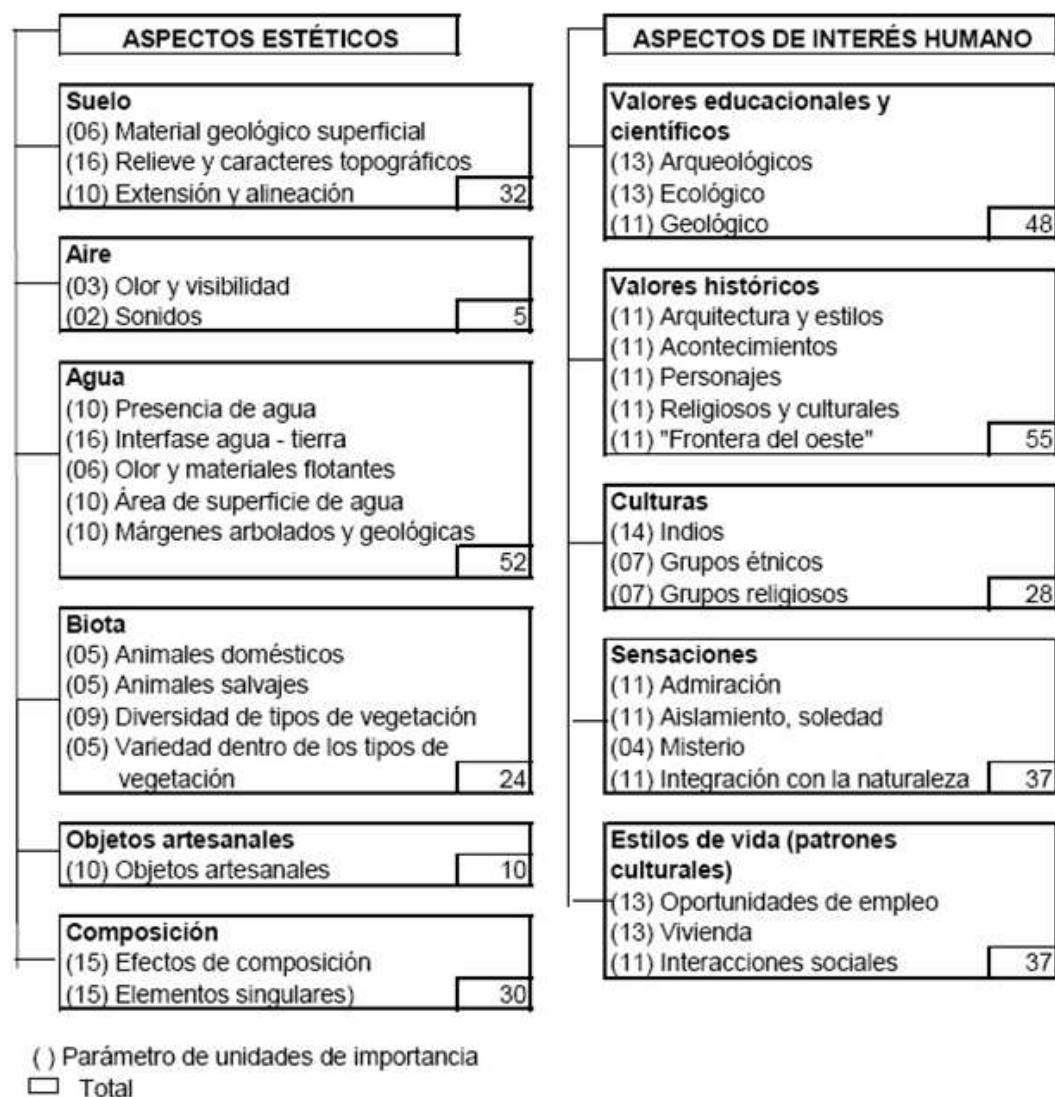 ASPECTOS ESTÉTICOS
Suelo
(06) Material geológico superficial
(16) Relieve y caracteres topográficos
(10) Extensión y alineación 32
Aire
(03) Olor y visibilidad
(02) Sonidos 5
Agua
(10) Presencia de agua
(16) Interfase agua - tierra
(06) Olor y materiales flotantes
(10) Área de superficie de agua
(10) Márgenes arbolados y geológicas
52
Biota
(05) Animales domésticos
(05) Animales salvajes
(09) Diversidad de tipos de vegetación
(05) Variedad dentro de los tipos de
vegetación 24
Objetos artesanales
(10) Objetos artesanales 10
Composición
(15) Efectos de composición
(15) Elementos singulares) 30
ASPECTOS DE INTERÉS HUMANO
Valores educacionales y
científicos
(13) Arqueológicos
(13) Ecológico
(11) Geológico 48
Valores históricos
(11) Arquitectura y estilos
(11) Acontecimientos
(11) Personajes
(11) Religiosos y culturales
(11) "Frontera del oeste" 55
Culturas
(14) Indios
(07) Grupos étnicos
(07) Grupos religiosos 28
Sensaciones
(11) Admiración
(11) Aislamiento, soledad
(04) Misterio
(11) Integración con la naturaleza 37
Estilos de vida (patrones
culturales)
(13) Oportunidades de empleo
(13) Vivienda
(11) Interacciones sociales 37
( ) Parámetro de unidades de importancia
Total